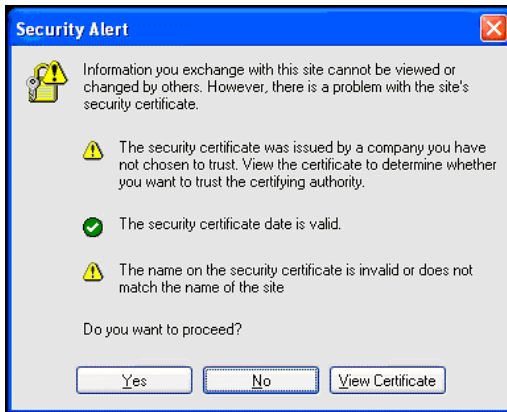 Security Alert
Information you exchange with this site cannot be viewed or
changed by others. However, there is a problem with the site's
security certificate.
The security certificate was issued by a company you have
not chosen to trust. View the certificate to determine whether
you want to trust the certifying authority.
The security certificate date is valid.
The name on the security certificate is invalid or does not
match the name of the site
Do you want to proceed?
Yes No View Certificate